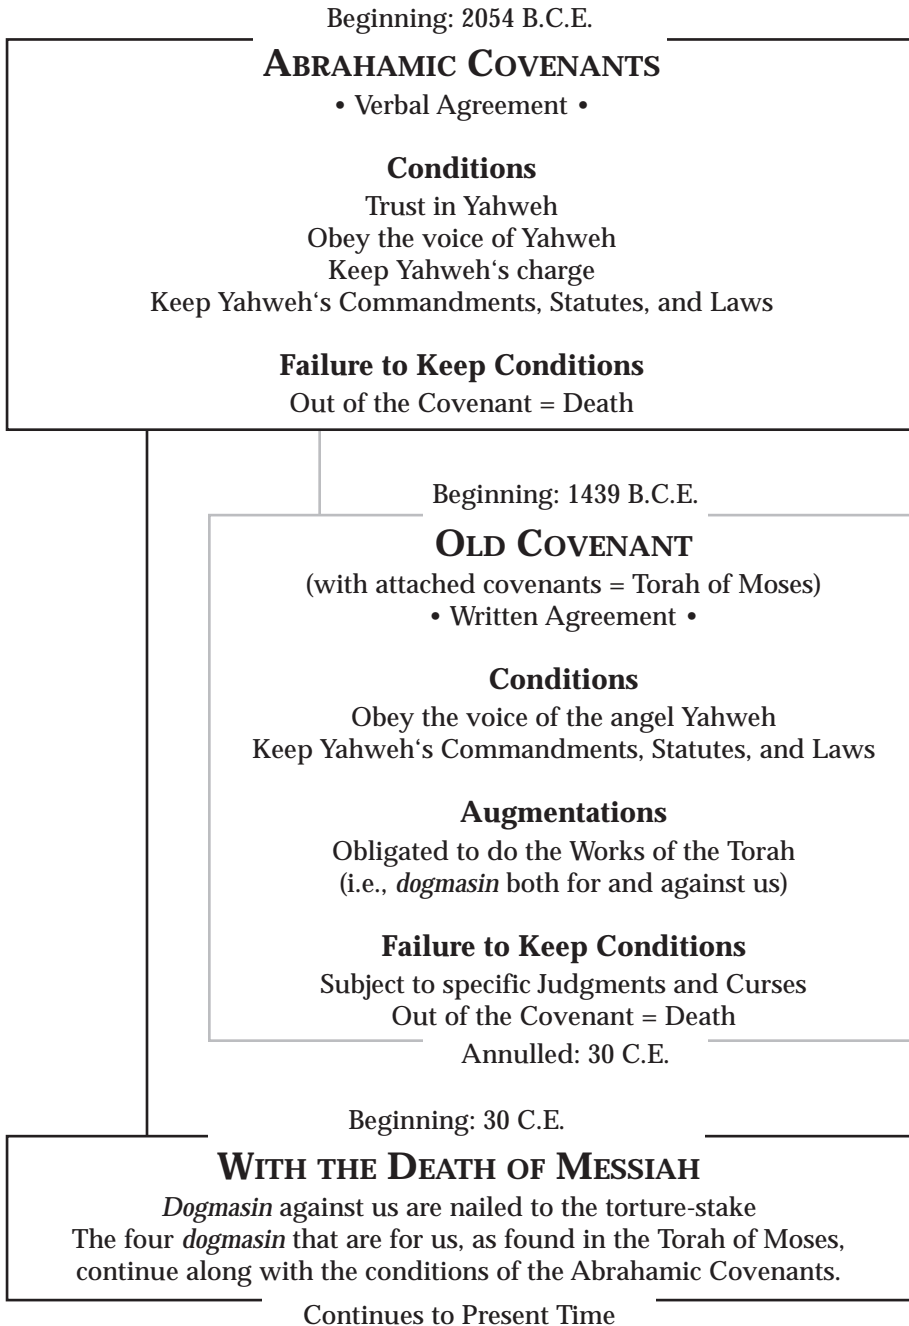 Beginning: 2054 B.C.E.
ABRAHAMIC COVENANTS
• Verbal Agreement •
Conditions
Trust in Yahweh
Obey the voice of Yahweh
Keep Yahweh‘s charge
Keep Yahweh‘s Commandments, Statutes, and Laws
Failure to Keep Conditions
Out of the Covenant = Death
Beginning: 1439 B.C.E.
OLD COVENANT
(with attached covenants = Torah of Moses)
• Written Agreement •
Conditions
Obey the voice of the angel Yahweh
Keep Yahweh‘s Commandments, Statutes, and Laws
Augmentations
Obligated to do the Works of the Torah
(i.e., dogmasin both for and against us)
Failure to Keep Conditions
Subject to specific Judgments and Curses
Out of the Covenant = Death
Annulled: 30 C.E.
Beginning: 30 C.E.
WITH THE DEATH OF MESSIAH
Dogmasin against us are nailed to the torture-stake
The four dogmasin that are for us, as found in the Torah of Moses,
continue along with the conditions of the Abrahamic Covenants.
Continues to Present Time